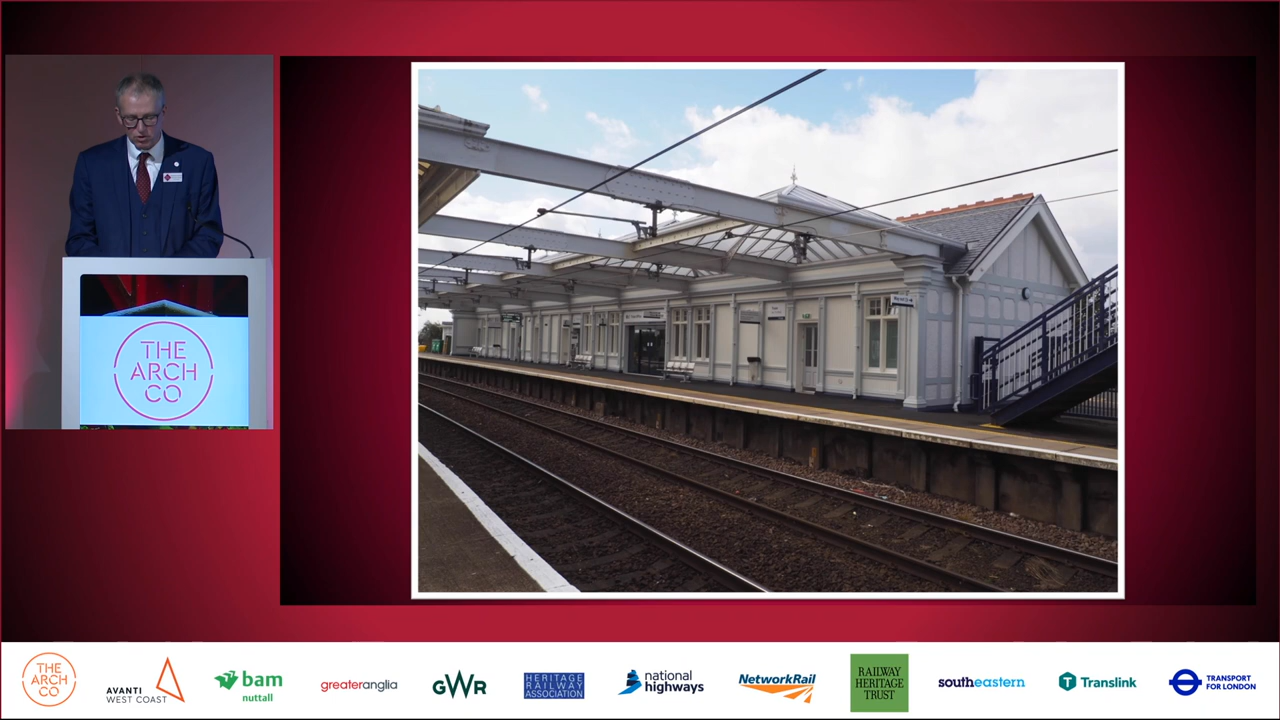 THE
ARCH
CO
THE
ARCH
CO
AVANTI
WEST COAST
bam
nuttall
greateranglia
GWR
HERITAGE
RAILWAY
ASSOCIATION
national
highways
NetworkRail
RAILWAY
HERITAGE
TRUST
southeastern
Translink
TRANSPORT
FOR LONDON